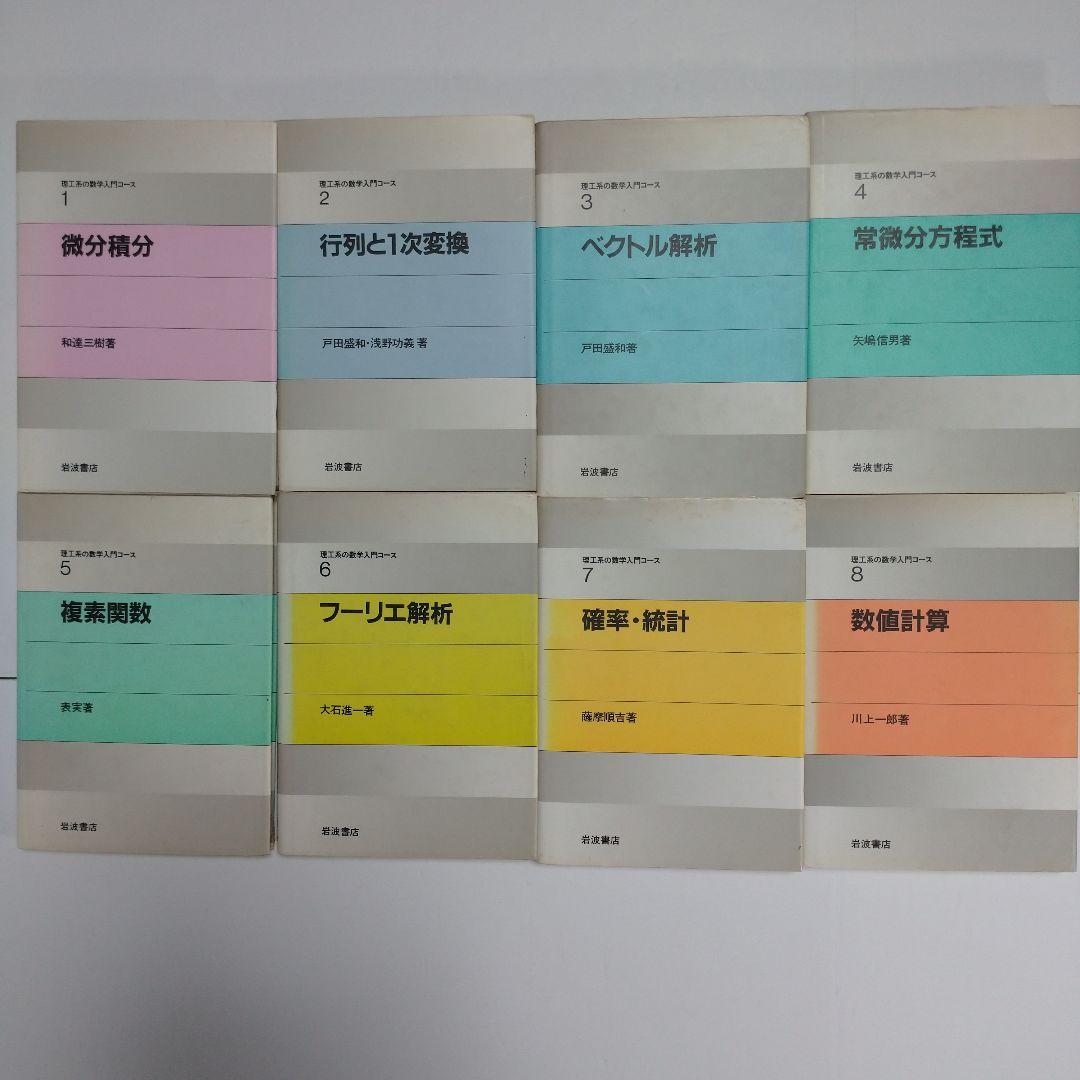 理工系の数学入門コース
1
微分積分
和達三樹著
岩波書店
理工系の数学入門コース
2
行列と1次変換
戸田盛和・浅野功義 著
岩波書店
理工系の数学入門コース
3
ベクトル解析
戸田盛和著
岩波書店
理工系の数学入門コース
4
常微分方程式
矢嶋信男著
岩波書店
理工系の数学入門コース
5
複素関数
表実著
岩波書店
理工系の数学入門コース
6
フーリエ解析
大石進一著
岩波書店
理工系の数学入門コース
7
確率・統計
薩摩順吉著
岩波書店
理工系の数学入門コース
8
数値計算
川上一郎著
岩波書店